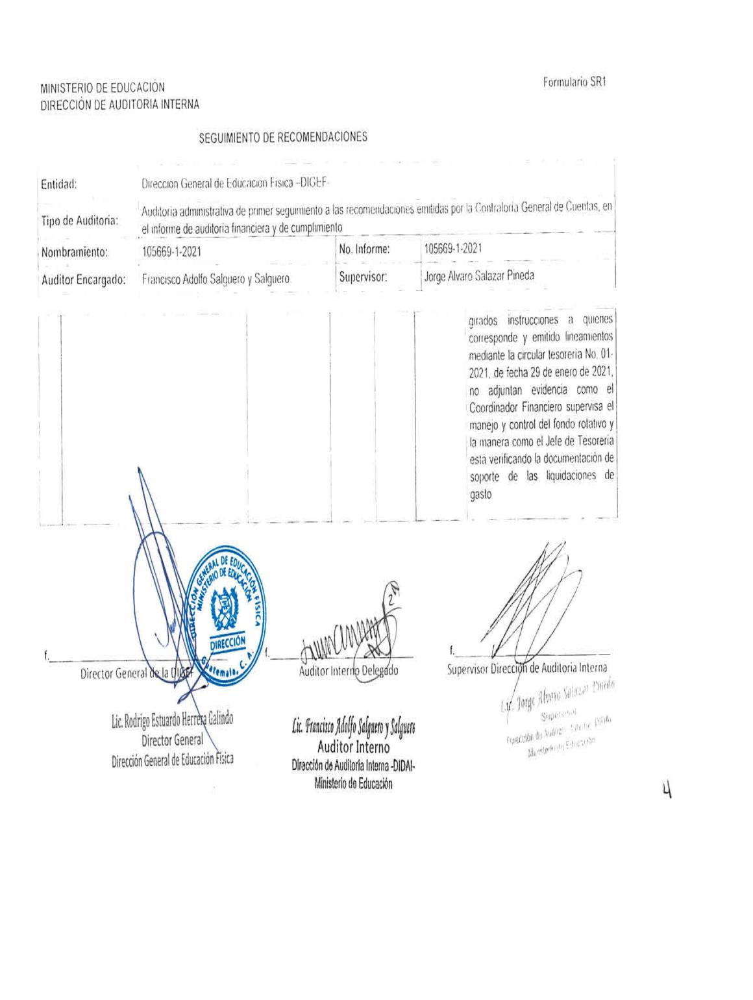 Formulario SR1
MINISTERIO DE EDUCACIÓN
DIRECCIÓN DE AUDITORIA INTERNA
SEGUIMIENTO DE RECOMENDACIONES
Entidad: Dirección General de Educación Física –DIGEF-
Tipo de Auditoria: Auditoria administrativa de primer seguimiento a las recomendaciones emitidas por la Contraloria General de Cuentas, en
el informe de auditoria financiera y de cumplimiento
Nombramiento: 105669-1-2021 No. Informe: 105669-1-2021
Auditor Encargado: Francisco Adolfo Salguero y Salguero Supervisor: Jorge Alvaro Salazar Pineda
girados instrucciones a quienes
corresponde y emitido lineamientos
mediante la circular tesoreria No. 01-
2021, de fecha 29 de enero de 2021,
no adjuntan evidencia como el
Coordinador Financiero supervisa el
manejo y control del fondo rotativo y
la manera como el Jefe de Tesoreria
está verificando la documentación de
soporte de las liquidaciones de
gasto
DIRECCIÓN GENERAL DE EDUCACIÓN FÍSICA
MINISTERIO DE EDUCACIÓN
DIRECCIÓN
Guatemala, C. A.
f. f. f.
Director General de la DIGEF Auditor Interno Delegado Supervisor Dirección de Auditoria Interna
Lic. Rodrigo Estuardo Herrera Galindo
Director General
Dirección General de Educación Física
Lic. Francisco Adolfo Salguero y Salguero
Auditor Interno
Dirección de Auditoría Interna -DIDAI-
Ministerio de Educación
Lic. Jorge Alvaro Salazar Pineda
Supervisor
Dirección de Auditoría Interna -DIDAI-
Ministerio de Educación
4